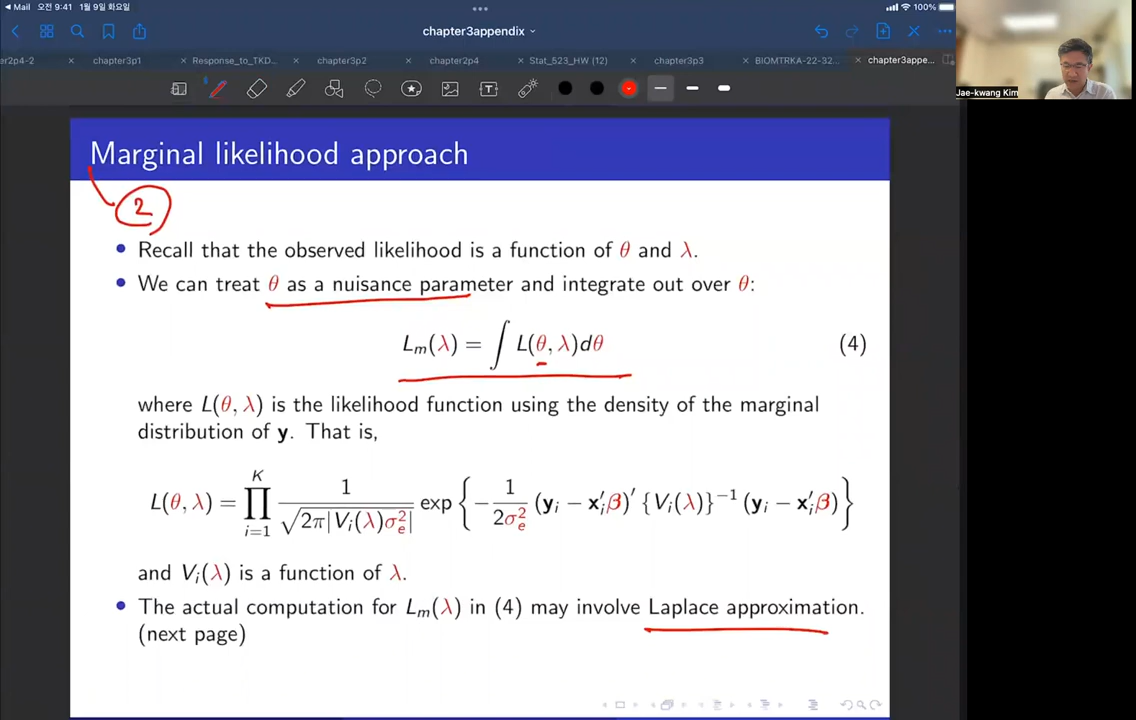 Mail 오전 9:41 1월 9일 화요일
100%
chapter3appendix
er2p4-2 chapter3p1 Response_to_TKD... chapter3p2 chapter2p4 Stat_523_HW (12) chapter3p3 BIOMTRKA-22-32... chapter3appe...
Jae-kwang Kim
Marginal likelihood approach
2
• Recall that the observed likelihood is a function of θ and λ.
• We can treat θ as a nuisance parameter and integrate out over θ:
L_m(λ) = ∫ L(θ, λ)dθ (4)
where L(θ, λ) is the likelihood function using the density of the marginal
distribution of y. That is,
L(θ, λ) = ∏_{i=1}^{K} 1/√(2π|V_i(λ)σ_e^2|) exp { −1/(2σ_e^2) (y_i − x_i′β)′ {V_i(λ)}^{−1} (y_i − x_i′β) }
and V_i(λ) is a function of λ.
• The actual computation for L_m(λ) in (4) may involve Laplace approximation.
(next page)